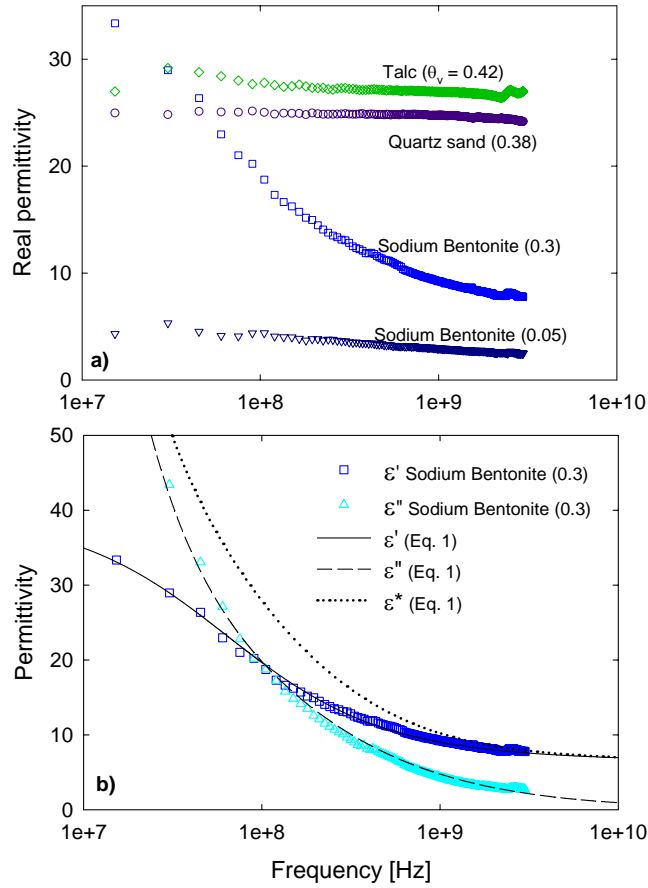 35
30
Talc (θv = 0.42)
20
Quartz sand (0.38)
Real permittivity
Sodium Bentonite (0.3)
10
Sodium Bentonite (0.05)
a)
0
1e+7 1e+8 1e+9 1e+10
50
ε' Sodium Bentonite (0.3)
40
ε" Sodium Bentonite (0.3)
ε' (Eq. 1)
30
ε" (Eq. 1)
ε* (Eq. 1)
Permittivity
20
10
b)
0
1e+7 1e+8 1e+9 1e+10
Frequency [Hz]